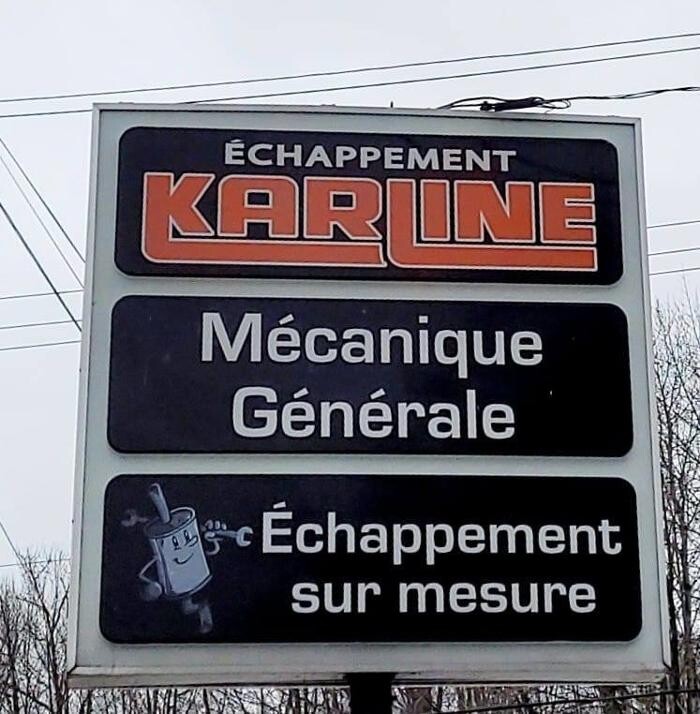 ÉCHAPPEMENT
KARLINE
Mécanique
Générale
Échappement
sur mesure